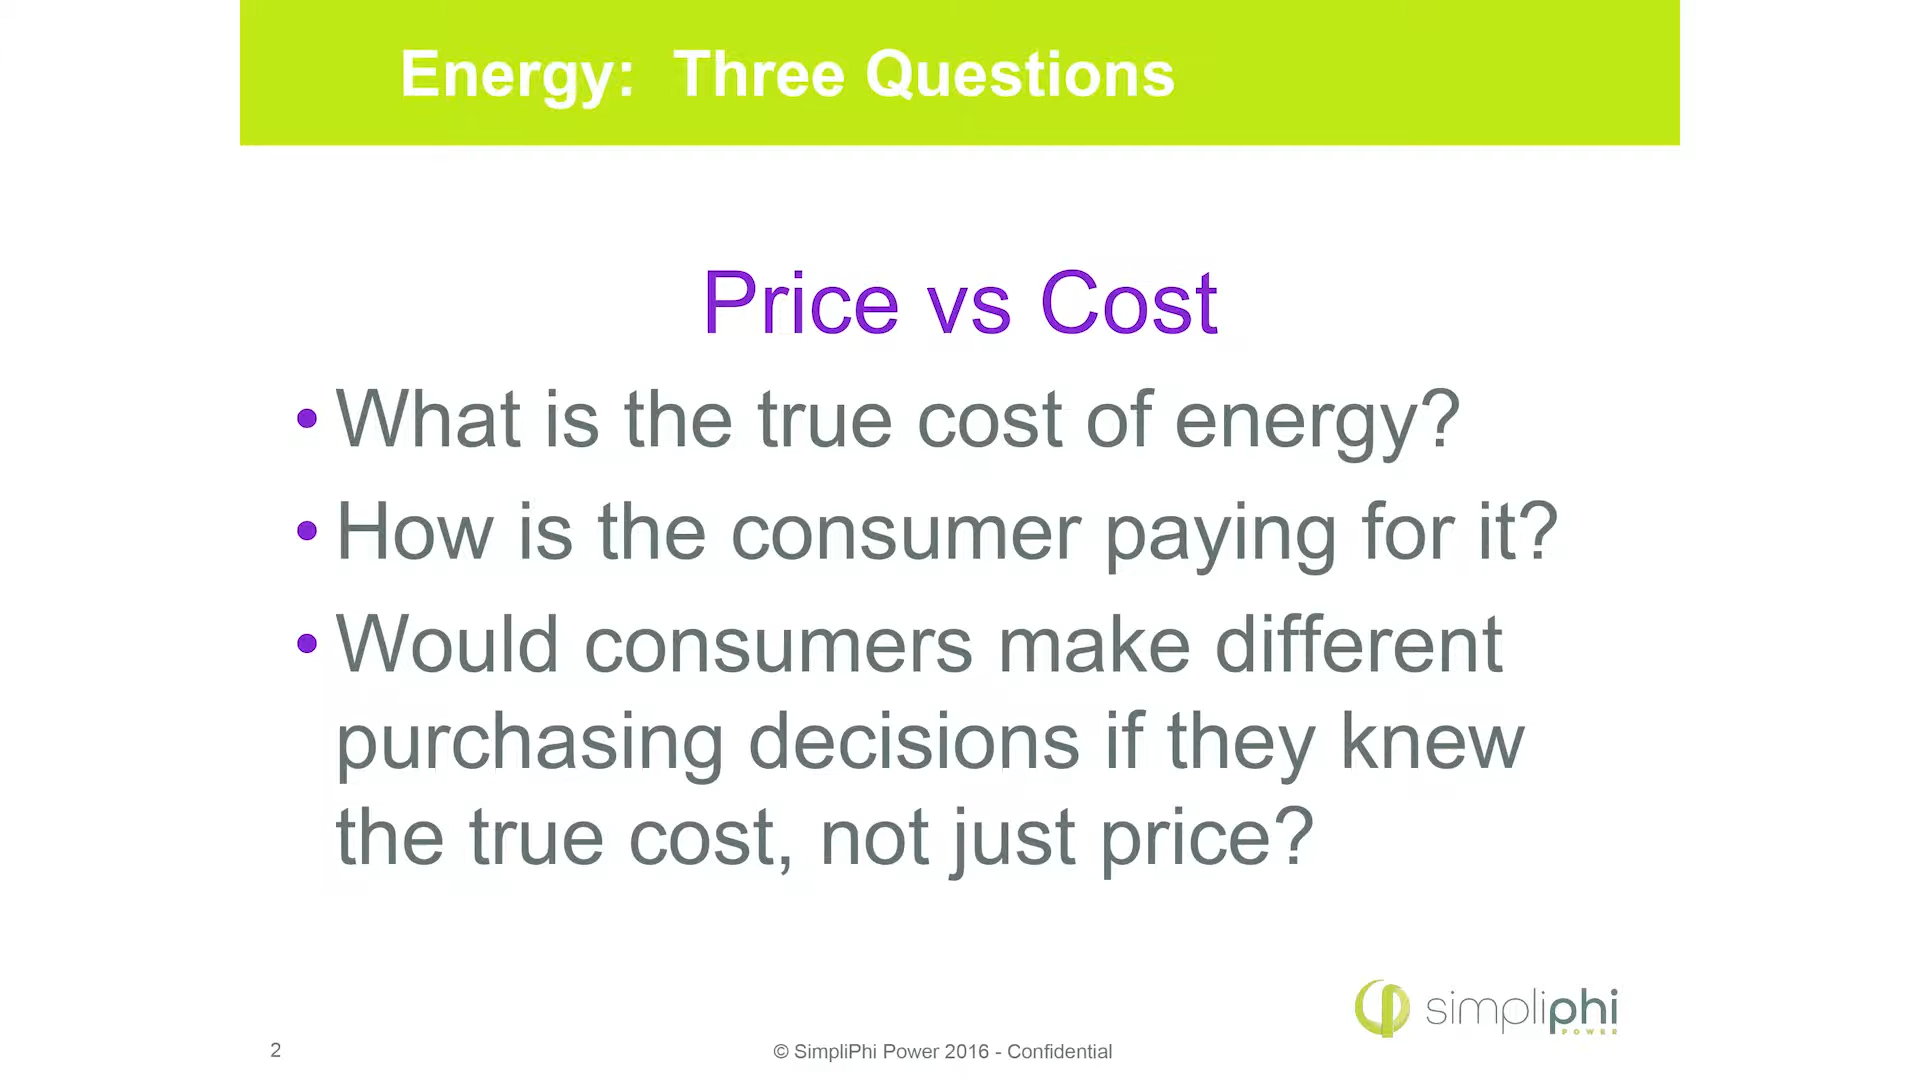 Energy: Three Questions
Price vs Cost
• What is the true cost of energy?
• How is the consumer paying for it?
• Would consumers make different
purchasing decisions if they knew
the true cost, not just price?
simpliphi
POWER
2
© SimpliPhi Power 2016 - Confidential